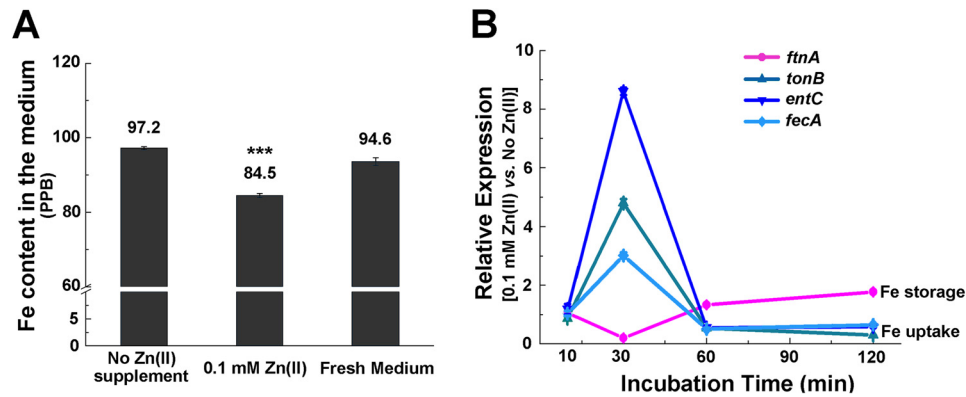 A
Fe content in the medium
(PPB)
120
100
80
60
5
0
97.2
***
84.5
94.6
No Zn(II)
supplement
0.1 mM Zn(II)
Fresh Medium
B
Relative Expression
[0.1 mM Zn(II) vs. No Zn(II)]
10
8
6
4
2
0
ftnA
tonB
entC
fecA
Fe storage
Fe uptake
10
30
60
90
120
Incubation Time (min)